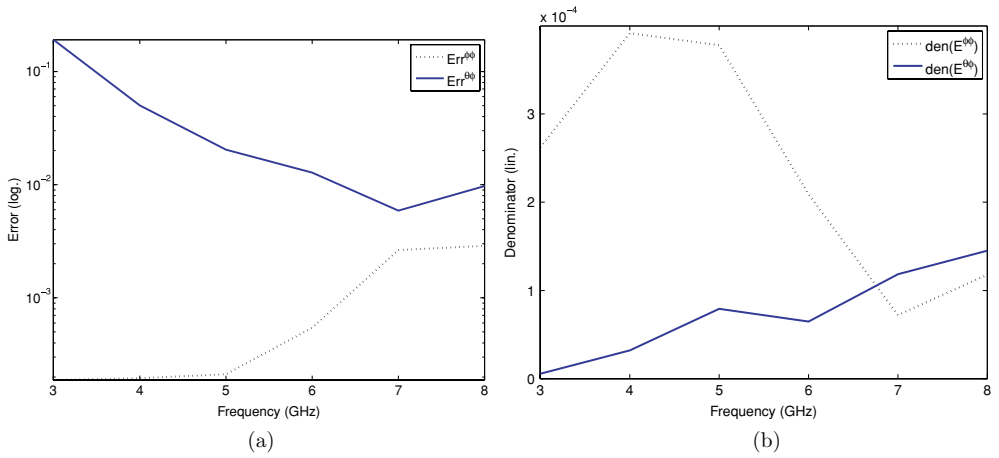 10⁻¹
10⁻²
10⁻³
Error (log.)
Err^ϕϕ
Err^θϕ
3 4 5 6 7 8
Frequency (GHz)
(a)
x 10⁻⁴
3
2
1
0
Denominator (lin.)
den(E^ϕϕ)
den(E^θϕ)
3 4 5 6 7 8
Frequency (GHz)
(b)